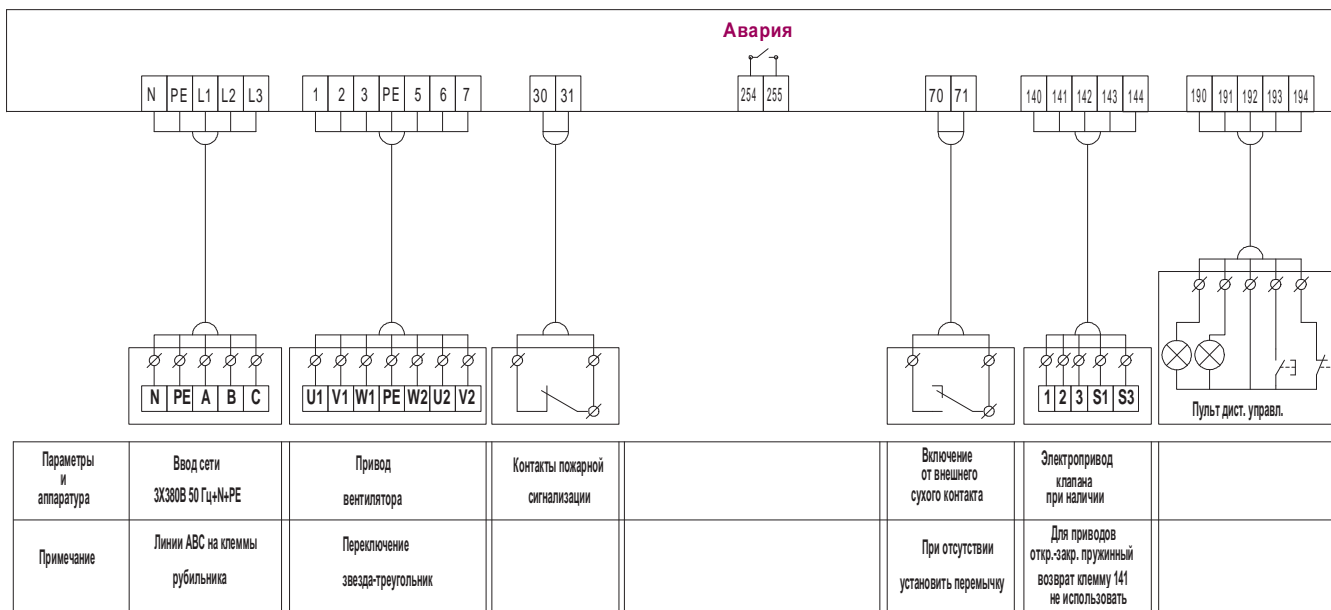 Авария
N PE L1 L2 L3
1 2 3 PE 5 6 7
30 31
254 255
70 71
140 141 142 143 144
190 191 192 193 194
N PE A B C
U1 V1 W1 PE W2 U2 V2
1 2 3 S1 S3
Пульт дист. управл.
Параметры
и
аппаратура
Ввод сети
3Х380В 50 Гц+N+PE
Привод
вентилятора
Контакты пожарной
сигнализации
Включение
от внешнего
сухого контакта
Электропривод
клапана
при наличии
Примечание
Линии АВС на клеммы
рубильника
Переключение
звезда-треугольник
При отсутствии
установить перемычку
Для приводов
откр.-закр. пружинный
возврат клемму 141
не использовать